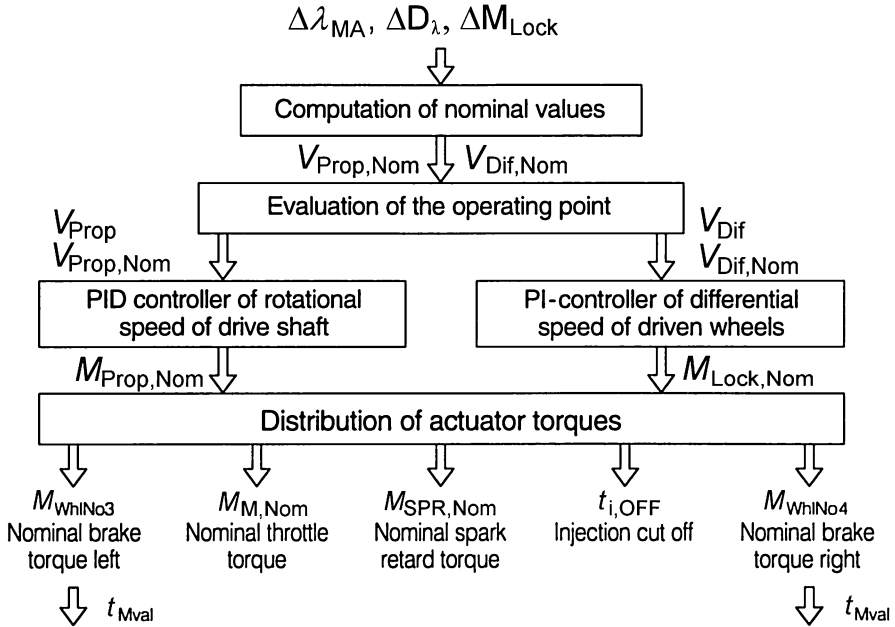 Δλ_MA, ΔD_λ, ΔM_Lock
Computation of nominal values
V_Prop,Nom V_Dif,Nom
Evaluation of the operating point
V_Prop
V_Prop,Nom
V_Dif
V_Dif,Nom
PID controller of rotational
speed of drive shaft
PI-controller of differential
speed of driven wheels
M_Prop,Nom
M_Lock,Nom
Distribution of actuator torques
M_WhlNo3
Nominal brake
torque left
M_M,Nom
Nominal throttle
torque
M_SPR,Nom
Nominal spark
retard torque
t_i,OFF
Injection cut off
M_WhlNo4
Nominal brake
torque right
t_Mval
t_Mval